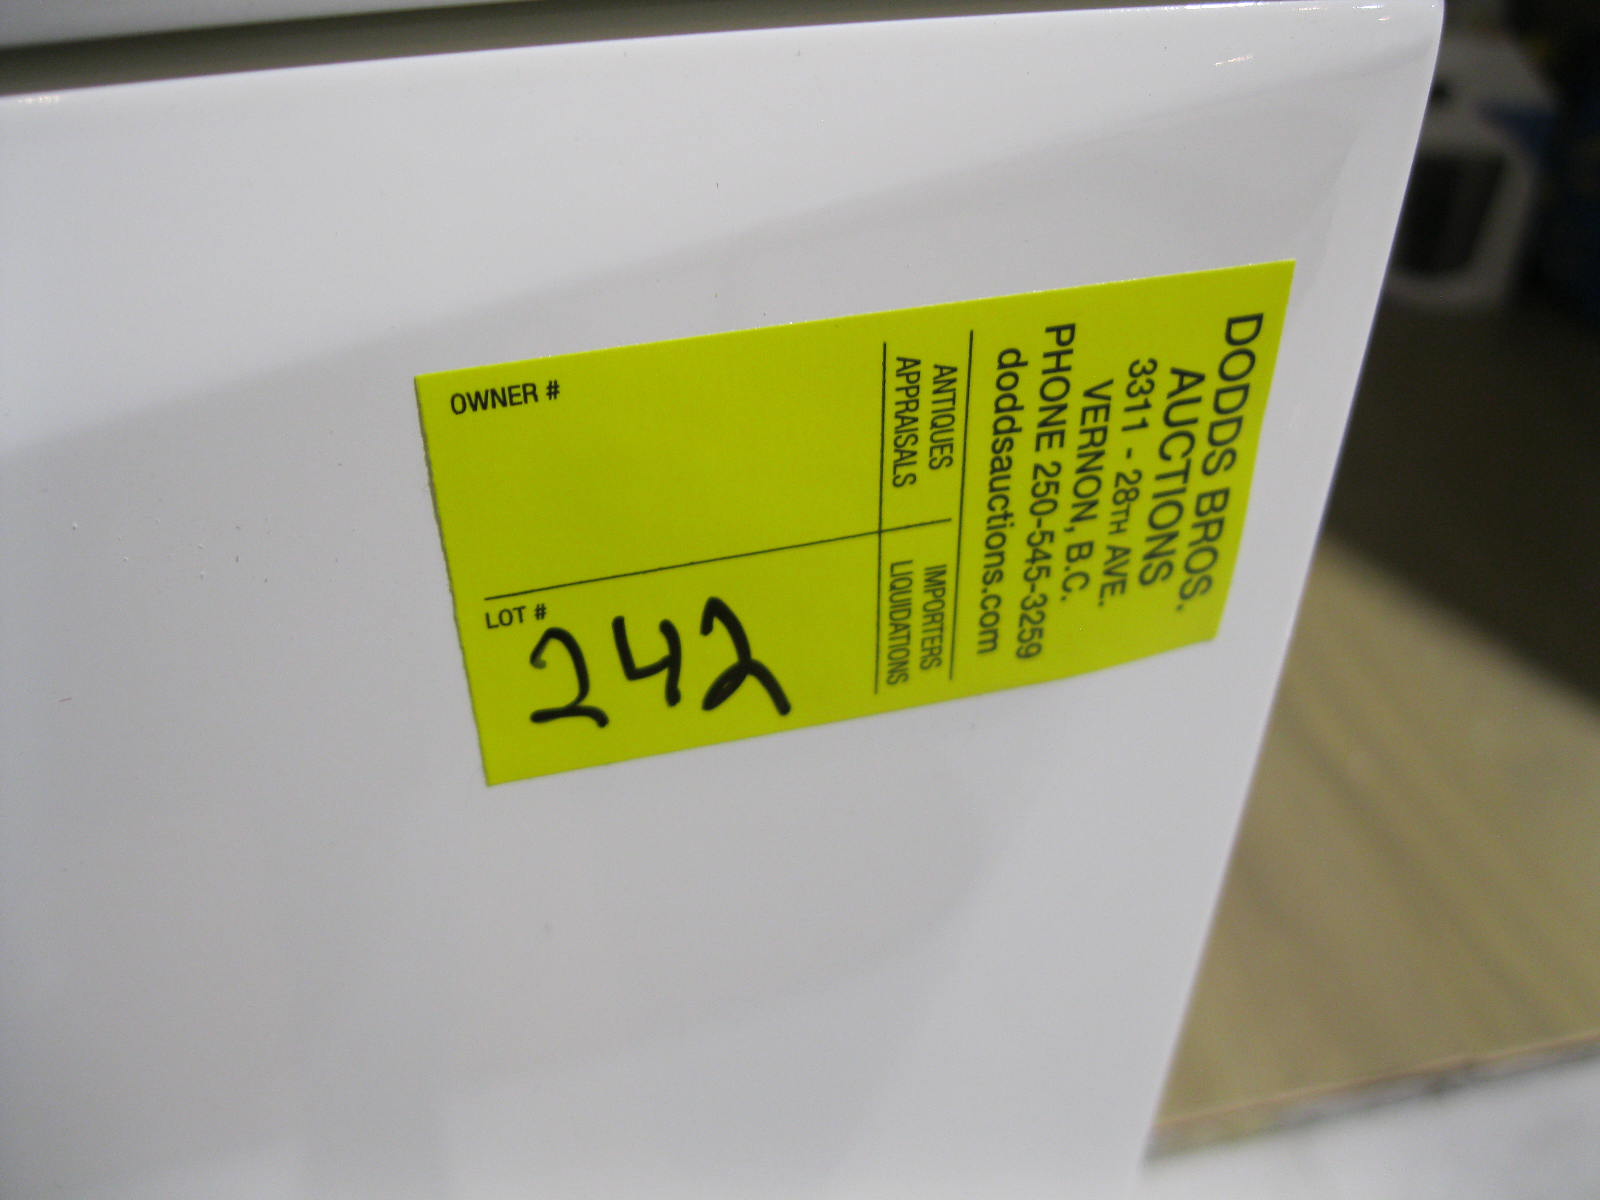 DODDS BROS.
AUCTIONS
3311 - 28TH AVE.
VERNON, B.C.
PHONE 250-545-3259
doddsauctions.com
ANTIQUES
APPRAISALS
IMPORTERS
LIQUIDATIONS
OWNER #
LOT #
242